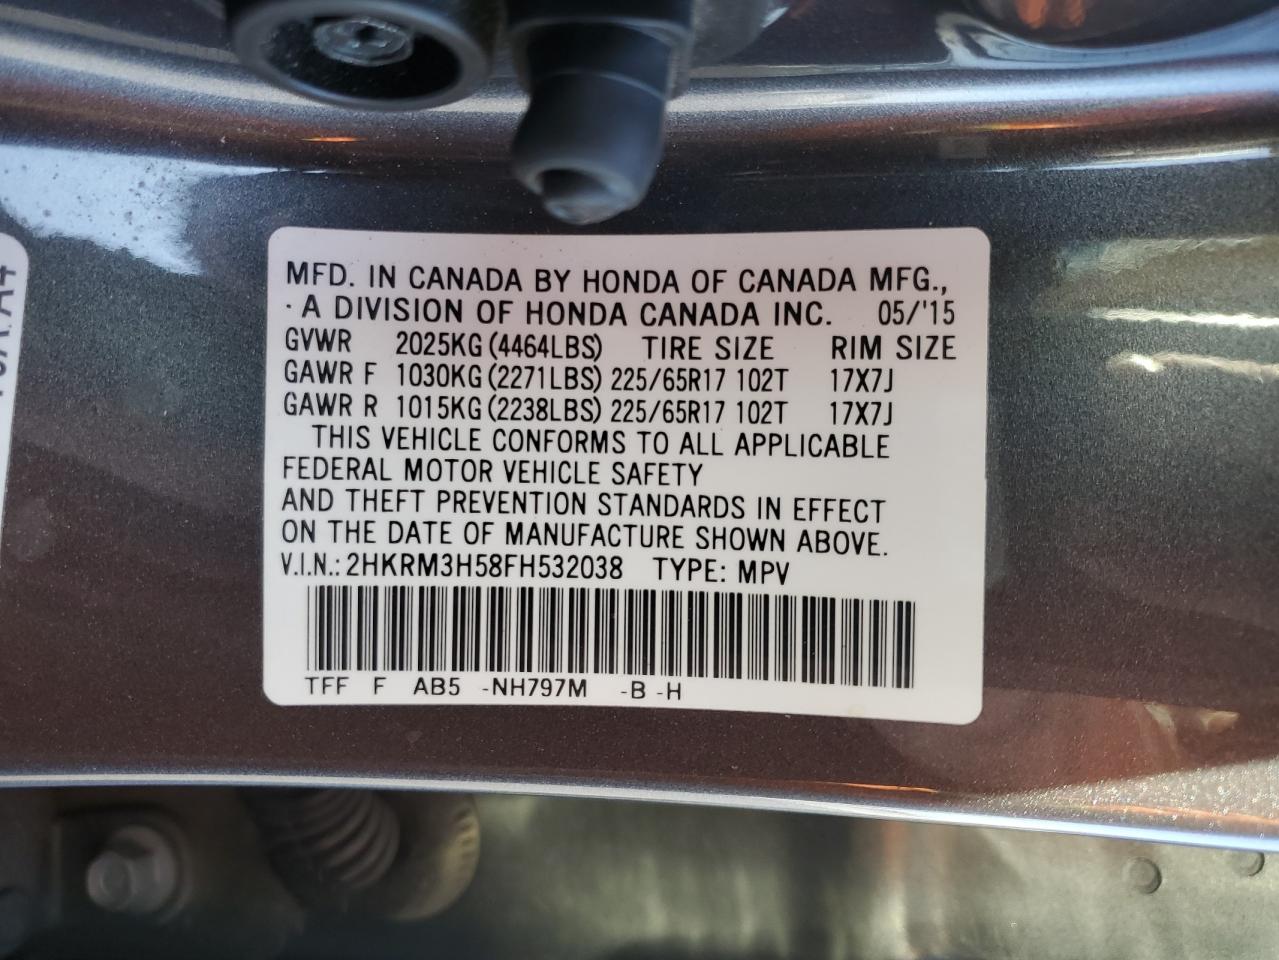 MFD. IN CANADA BY HONDA OF CANADA MFG.,
· A DIVISION OF HONDA CANADA INC. 05/'15
GVWR 2025KG (4464LBS) TIRE SIZE RIM SIZE
GAWR F 1030KG (2271LBS) 225/65R17 102T 17X7J
GAWR R 1015KG (2238LBS) 225/65R17 102T 17X7J
THIS VEHICLE CONFORMS TO ALL APPLICABLE
FEDERAL MOTOR VEHICLE SAFETY
AND THEFT PREVENTION STANDARDS IN EFFECT
ON THE DATE OF MANUFACTURE SHOWN ABOVE.
V.I.N.: 2HKRM3H58FH532038 TYPE: MPV
TFF F AB5 -NH797M -B -H